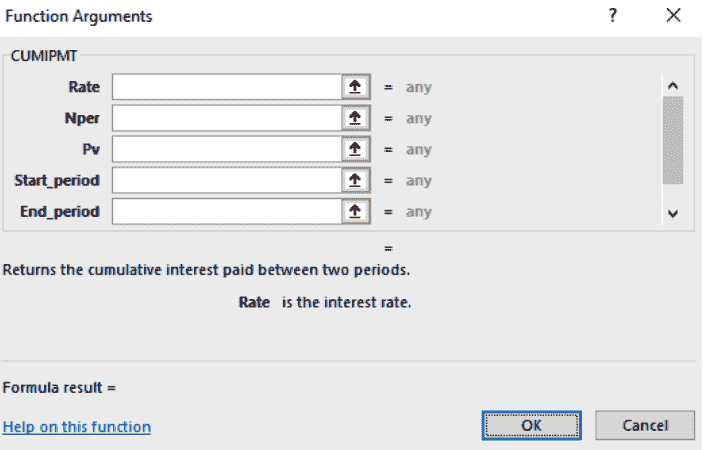 Function Arguments ? X
CUMIPMT
Rate = any
Nper = any
Pv = any
Start_period = any
End_period = any
=
Returns the cumulative interest paid between two periods.
Rate is the interest rate.
Formula result =
Help on this function OK Cancel